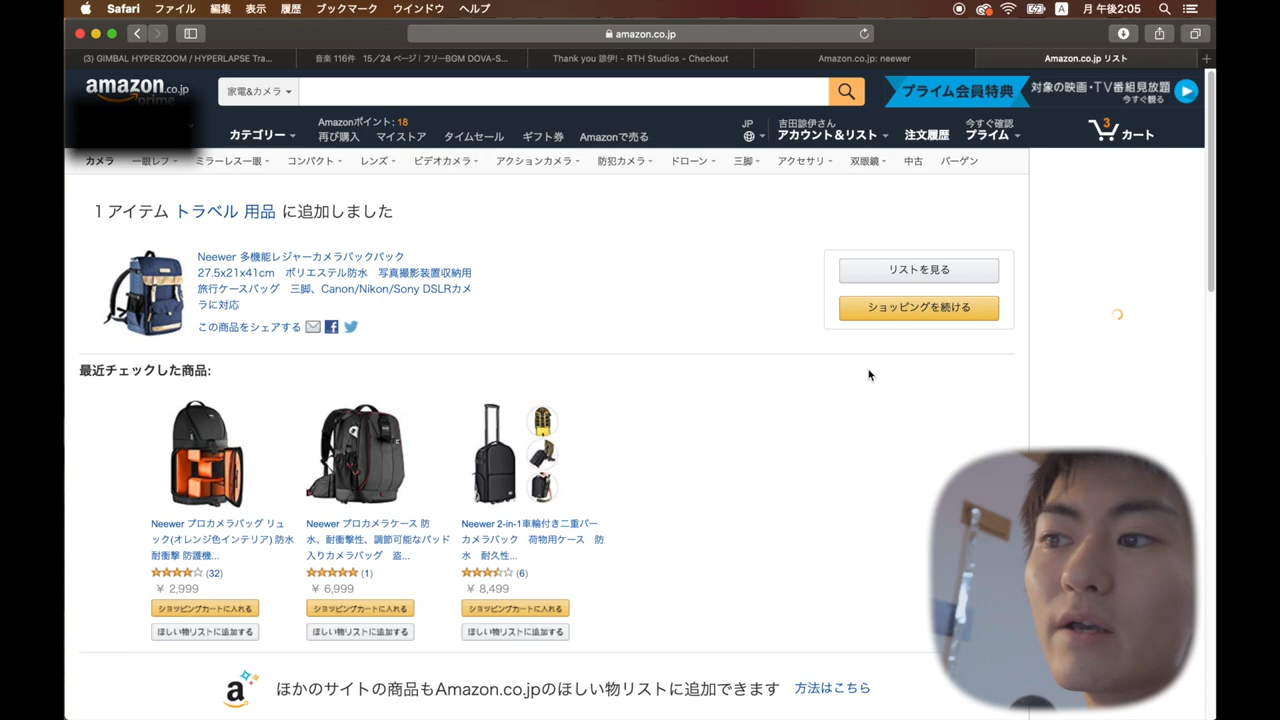 Safari ファイル 編集 表示 履歴 ブックマーク ウインドウ ヘルプ
A 月 午後2:05
amazon.co.jp
(3) GIMBAL HYPERZOOM / HYPERLAPSE Tra...
音楽 116件 15／24 ページ｜フリーBGM DOVA-S...
Thank you 諒伊! - RTH Studios - Checkout
Amazon.co.jp: neewer
Amazon.co.jp リスト
amazon.co.jp
prime
家電&カメラ
プライム会員特典
対象の映画・TV番組見放題
今すぐ観る
カテゴリー
Amazonポイント: 18
再び購入 マイストア タイムセール ギフト券 Amazonで売る
JP
吉田諒伊さん
アカウント＆リスト
注文履歴
今すぐ確認
プライム
3
カート
カメラ 一眼レフ ミラーレス一眼 コンパクト レンズ ビデオカメラ アクションカメラ 防犯カメラ ドローン 三脚 アクセサリ 双眼鏡 中古 バーゲン
1 アイテム トラベル 用品 に追加しました
Neewer 多機能レジャーカメラバックパック
27.5x21x41cm ポリエステル防水 写真撮影装置収納用
旅行ケースバッグ 三脚、Canon/Nikon/Sony DSLRカメ
ラに対応
この商品をシェアする
リストを見る
ショッピングを続ける
最近チェックした商品:
Neewer プロカメラバッグ リュ
ック(オレンジ色インテリア) 防水
耐衝撃 防護機...
(32)
￥ 2,999
ショッピングカートに入れる
ほしい物リストに追加する
Neewer プロカメラケース 防
水、耐衝撃性、調節可能なパッド
入りカメラバッグ 盗...
(1)
￥ 6,999
ショッピングカートに入れる
ほしい物リストに追加する
Neewer 2-in-1車輪付き二重バー
カメラバック 荷物用ケース 防
水 耐久性...
(6)
￥ 8,499
ショッピングカートに入れる
ほしい物リストに追加する
a
ほかのサイトの商品もAmazon.co.jpのほしい物リストに追加できます 方法はこちら